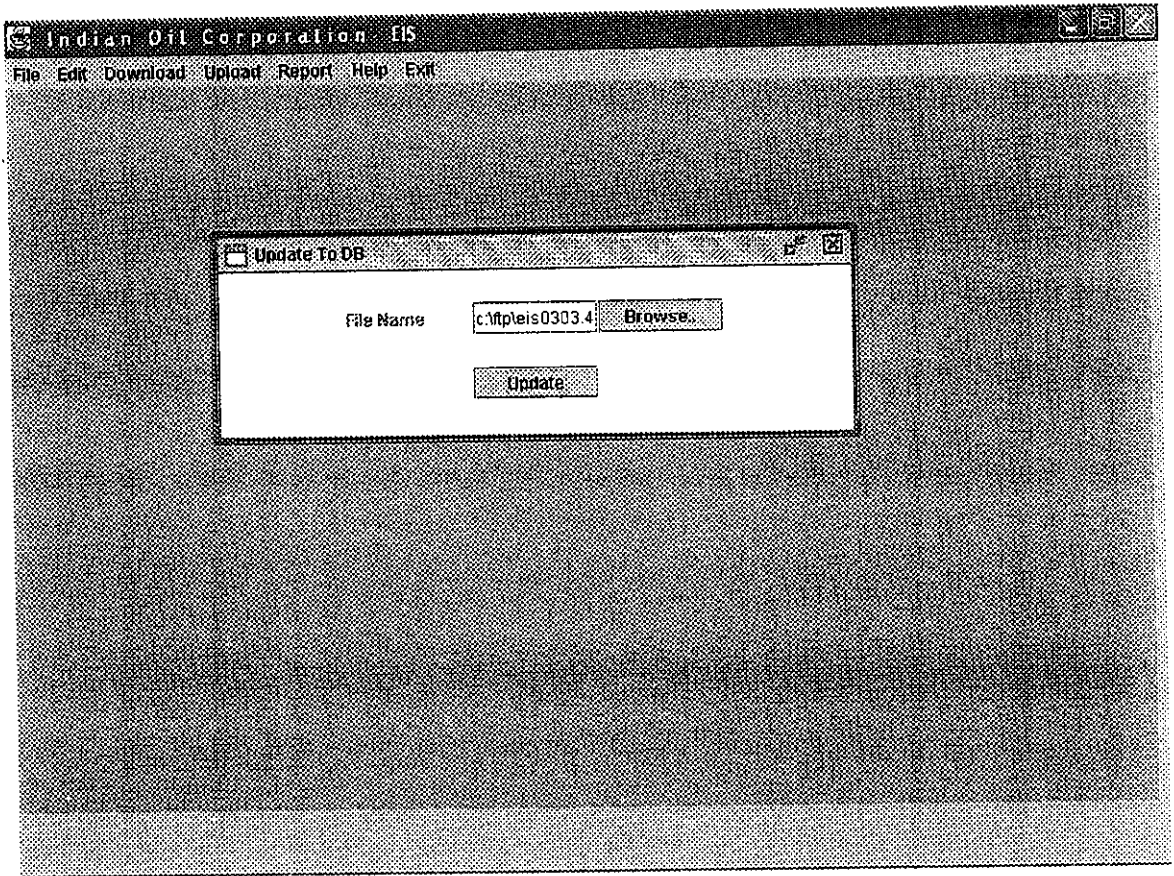 Indian Oil Corporation EIS
File Edit Download Upload Report Help Exit
Update To DB
File Name c:\ftp\eis0303.4 Browse..
Update